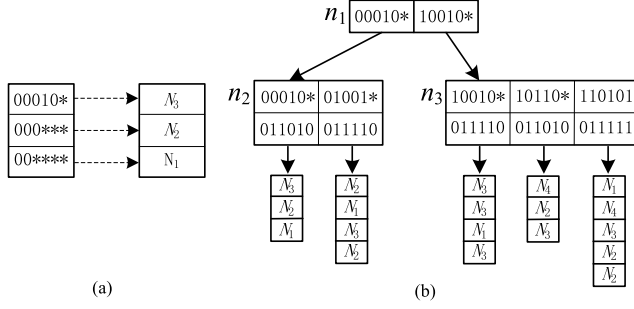 n₁ 00010* 10010*
00010* N₃
000*** N₂
00**** N₁
n₂ 00010* 01001*
011010 011110
n₃ 10010* 10110* 110101
011110 011010 011111
N₃
N₂
N₁
N₂
N₁
N₃
N₂
N₃
N₃
N₁
N₃
N₄
N₂
N₃
N₁
N₄
N₃
N₂
N₂
(a)
(b)